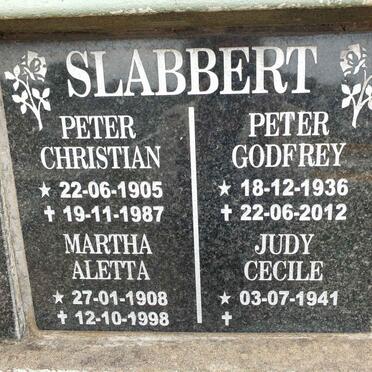 SLABBERT
PETER
CHRISTIAN
★ 22-06-1905
✝ 19-11-1987
MARTHA
ALETTA
★ 27-01-1908
✝ 12-10-1998
PETER
GODFREY
★ 18-12-1936
✝ 22-06-2012
JUDY
CECILE
★ 03-07-1941
✝